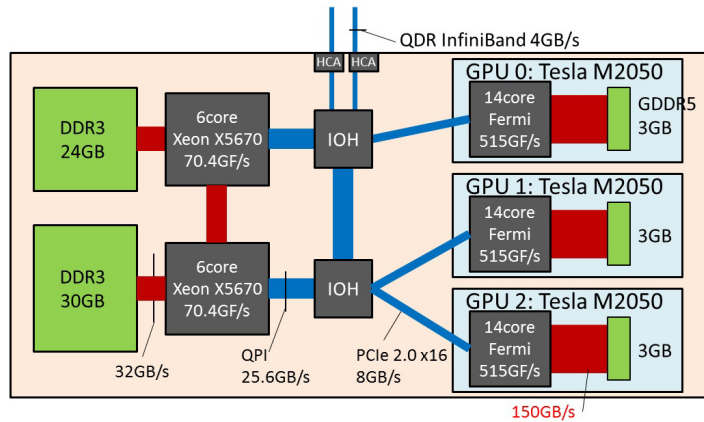 QDR InfiniBand 4GB/s
HCA
HCA
GPU 0: Tesla M2050
DDR3
24GB
6core
Xeon X5670
70.4GF/s
IOH
14core
Fermi
515GF/s
GDDR5
3GB
GPU 1: Tesla M2050
14core
Fermi
515GF/s
3GB
DDR3
30GB
6core
Xeon X5670
70.4GF/s
IOH
GPU 2: Tesla M2050
14core
Fermi
515GF/s
3GB
32GB/s
QPI
25.6GB/s
PCIe 2.0 x16
8GB/s
150GB/s